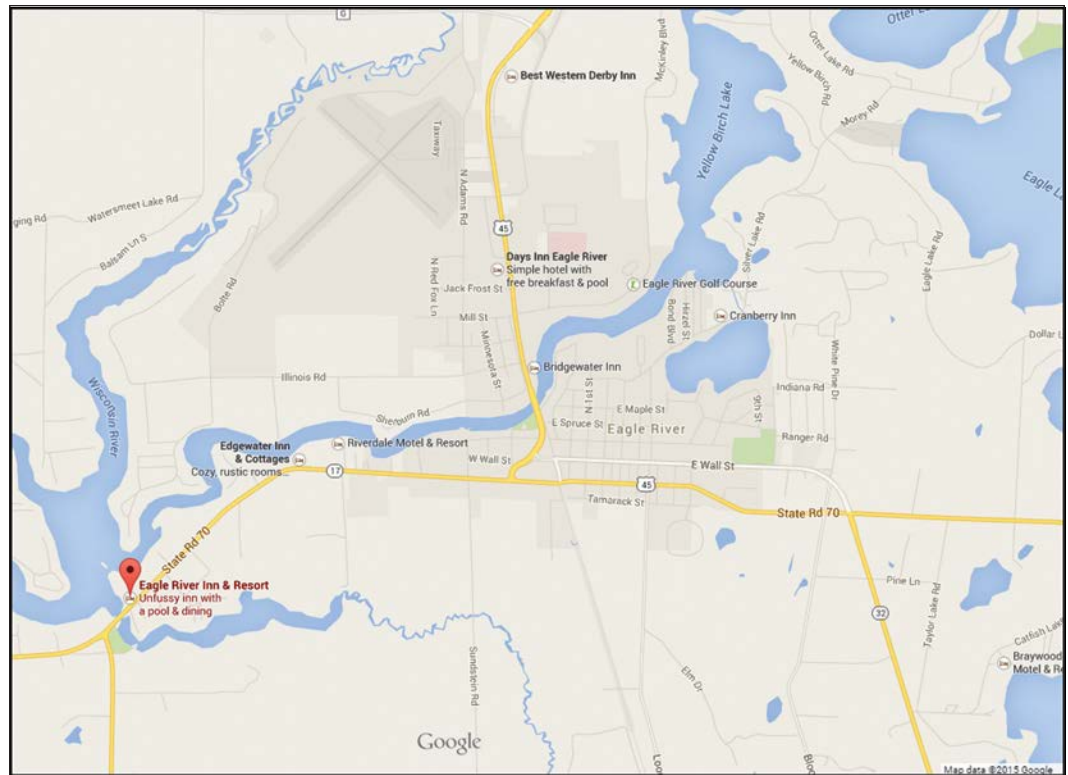 G
Otter
Otter Lake Rd
Yellow Birch Rd
McKinley Blvd
Best Western Derby Inn
Morey Rd
Yellow Birch Lake
Taxiway
N Adams Rd
Eagle
Watersmeet Lake Rd
ging Rd
Balsam Ln S
45
Silver Lake Rd
Eagle Lake Rd
Days Inn Eagle River
Simple hotel with
free breakfast & pool
N Red Fox Ln
Bolte Rd
Jack Frost St
Eagle River Golf Course
Hezel St
Bond Blvd
Cranberry Inn
Mill St
Minnesota St
Dollar
White Pine Dr
Bridgewater Inn
Illinois Rd
N 1st St
Indiana Rd
Wisconsin River
Sherburn Rd
E Maple St
9th St
E Spruce St
Eagle River
Ranger Rd
Riverdale Motel & Resort
Edgewater Inn
& Cottages
Cozy, rustic rooms...
W Wall St
E Wall St
17
45
Tamarack St
State Rd 70
State Rd 70
Eagle River Inn & Resort
Unfussy inn with
a pool & dining
Pine Ln
32
Taylor Lake Rd
Catfish
Braywood
Motel &
Sundstein Rd
Elm Dr
Google
Map data ©2015 Google